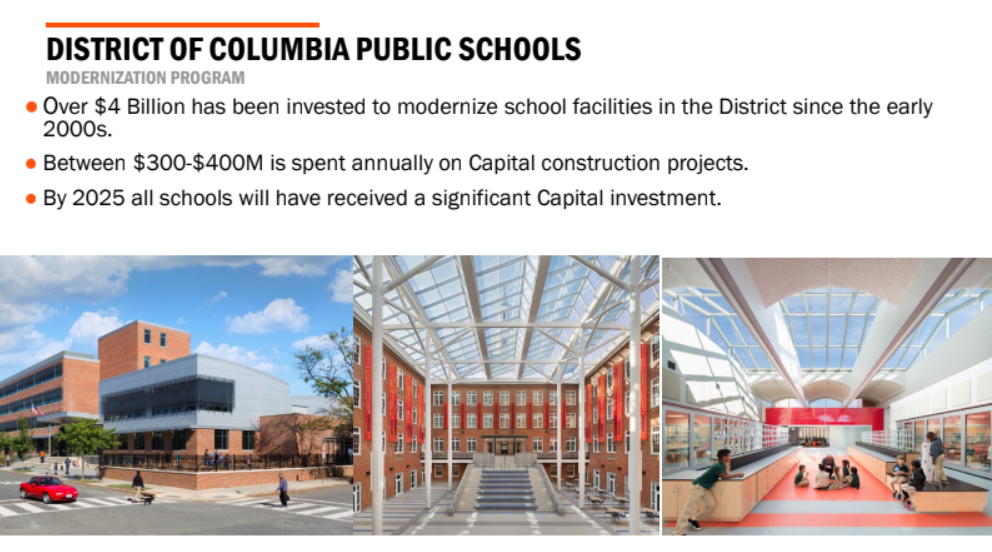 DISTRICT OF COLUMBIA PUBLIC SCHOOLS
MODERNIZATION PROGRAM
• Over $4 Billion has been invested to modernize school facilities in the District since the early
2000s.
• Between $300-$400M is spent annually on Capital construction projects.
• By 2025 all schools will have received a significant Capital investment.